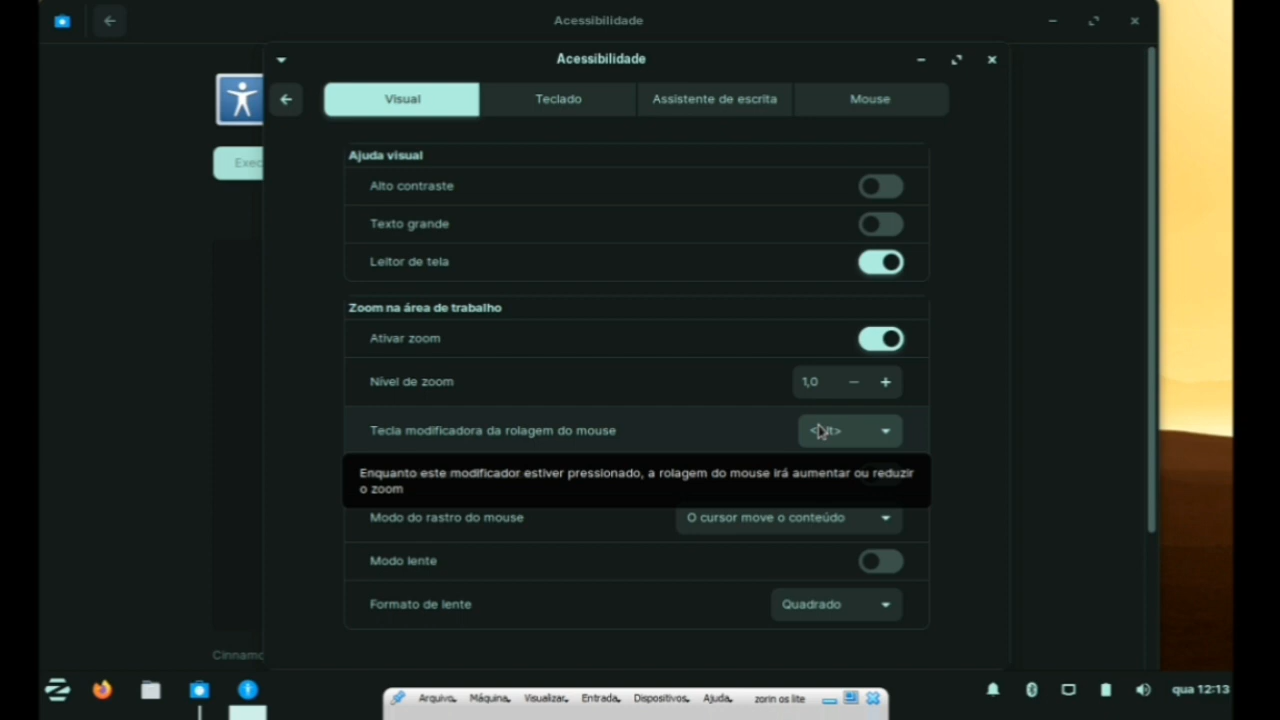 Acessibilidade
Acessibilidade
Visual
Teclado
Assistente de escrita
Mouse
Exec
Ajuda visual
Alto contraste
Texto grande
Leitor de tela
Zoom na área de trabalho
Ativar zoom
Nível de zoom
1,0
Tecla modificadora da rolagem do mouse
Enquanto este modificador estiver pressionado, a rolagem do mouse irá aumentar ou reduzir
o zoom
Modo do rastro do mouse
O cursor move o conteúdo
Modo lente
Formato de lente
Quadrado
Cinnamo
Arquivo
Máquina
Visualizar
Entrada
Dispositivos
Ajuda
zorin os lite
qua 12:13